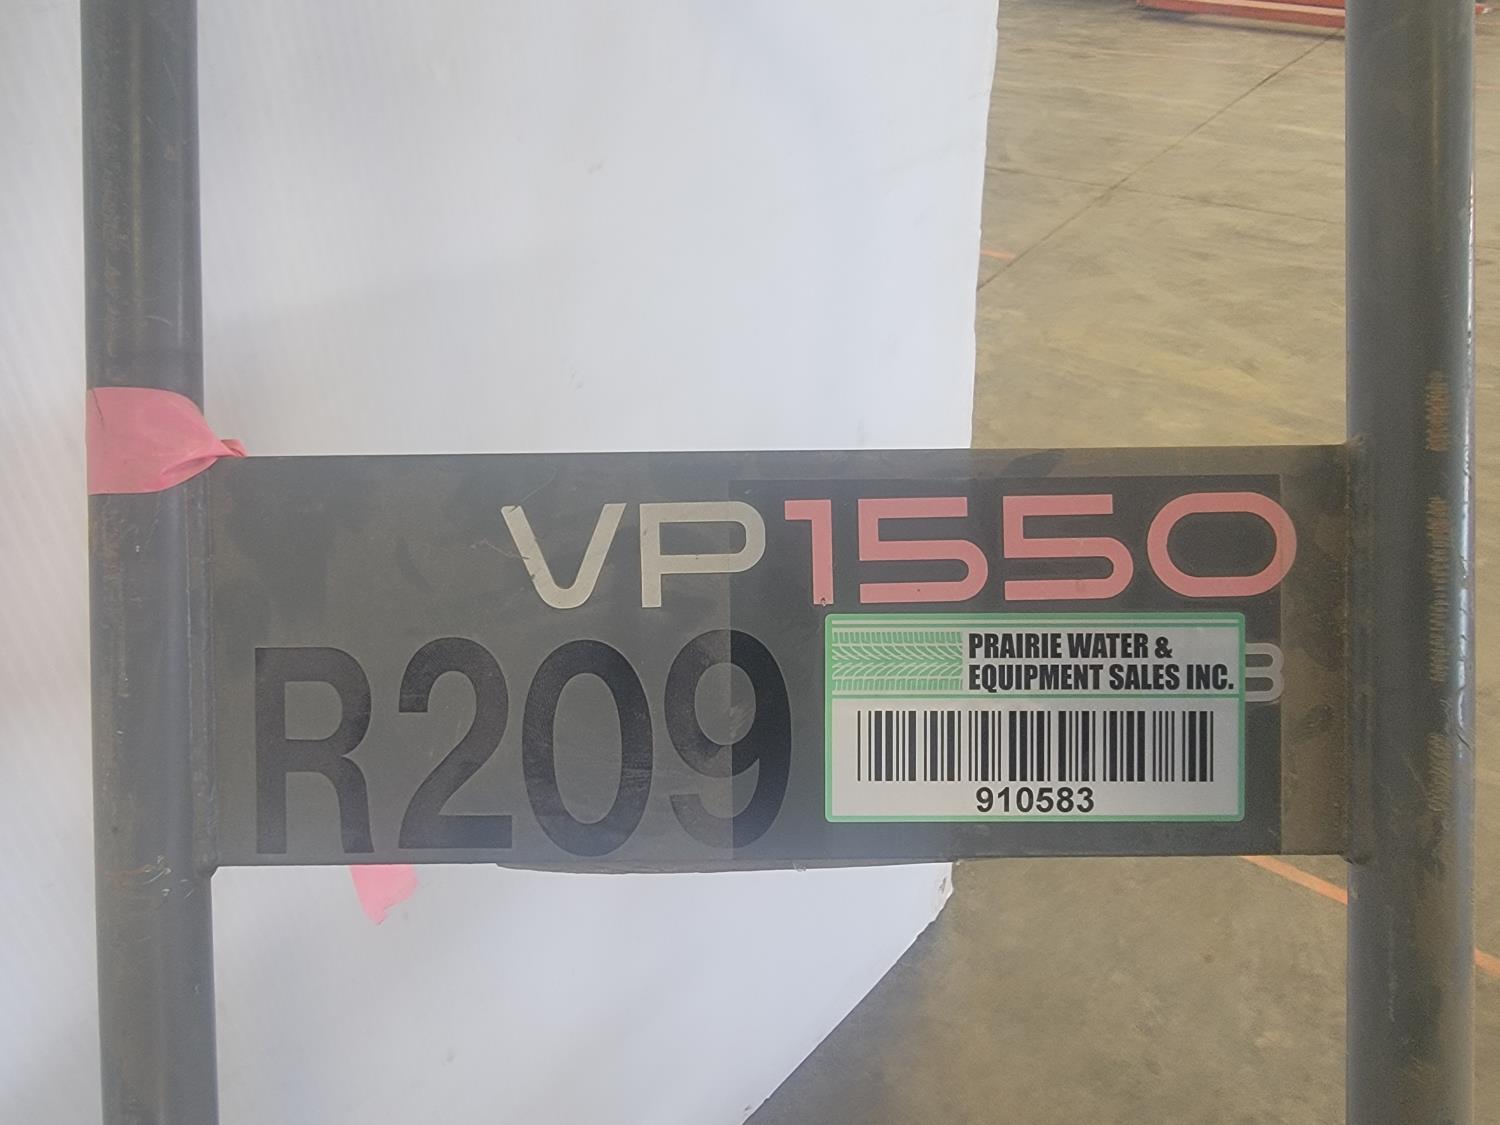 VP1550
R209
PRAIRIE WATER &
EQUIPMENT SALES INC.
910583